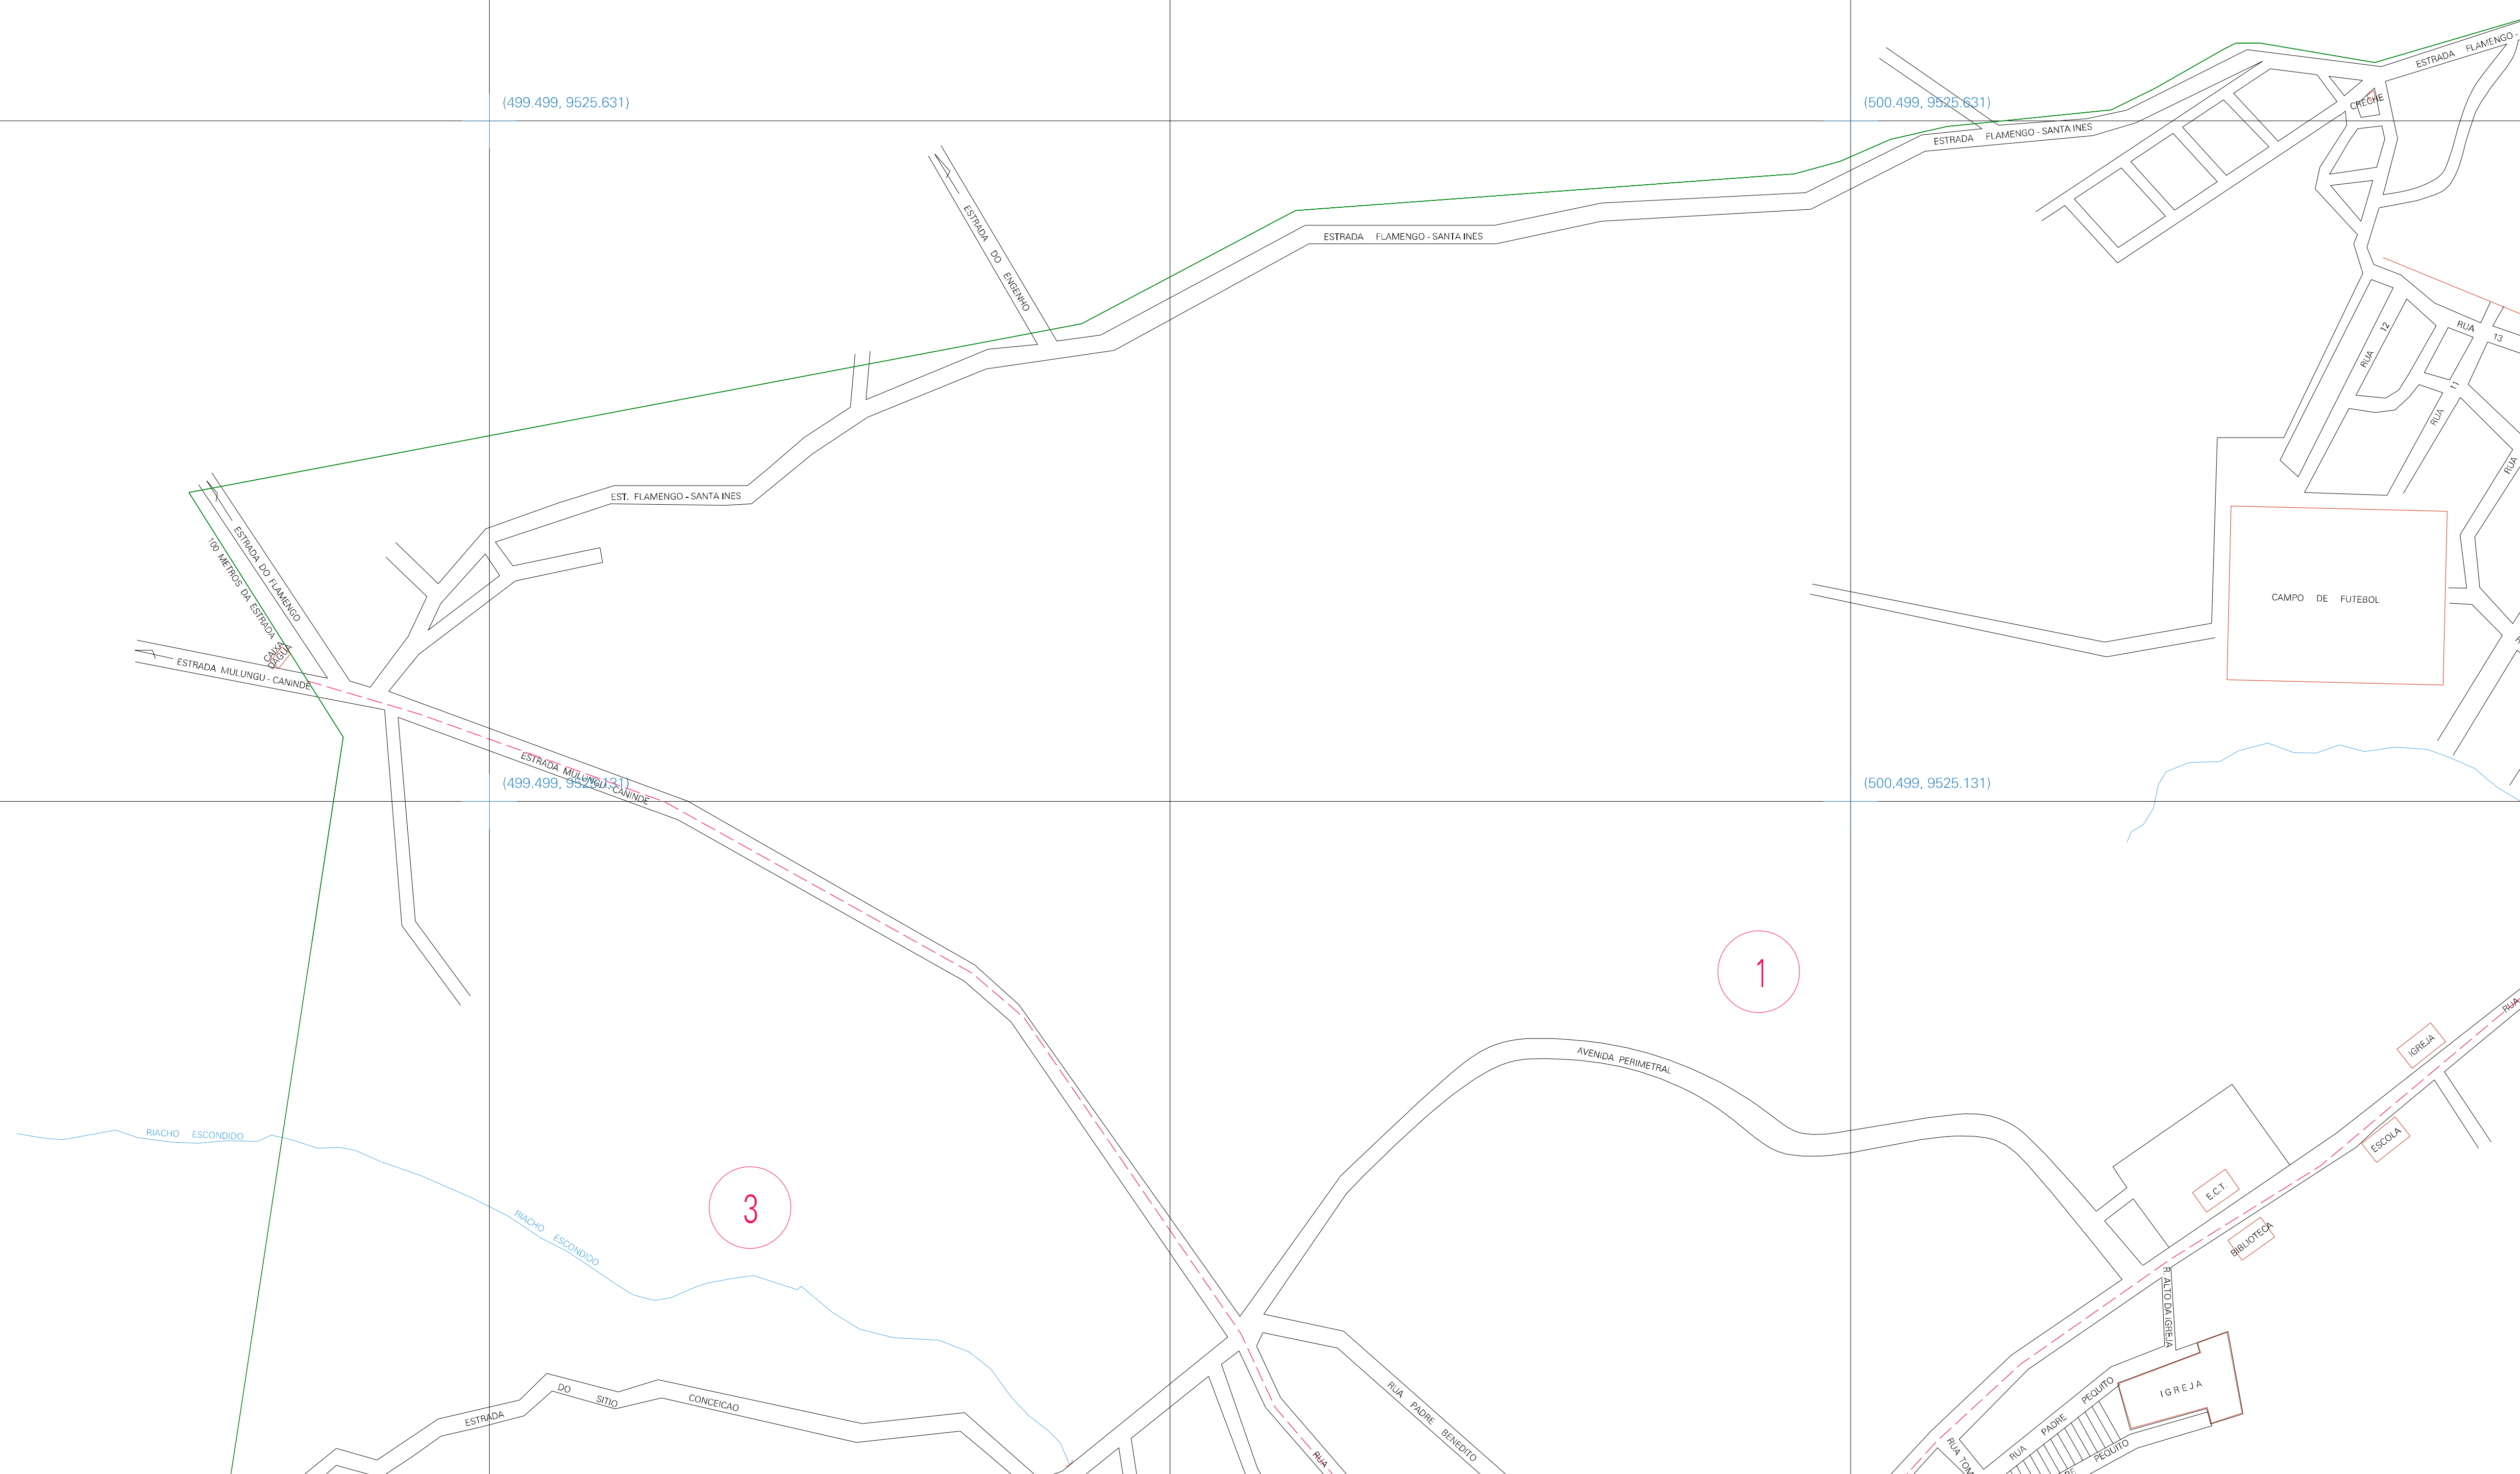 ESTRADA FLAMENGO -
(499.499, 9525.631)
(500.499, 9525.631)
CRECHE
ESTRADA FLAMENGO - SANTA INES
ESTRADA DO ENGENHO
ESTRADA FLAMENGO - SANTA INES
RUA 12
RUA 13
RUA 11
RUA
EST. FLAMENGO - SANTA INES
ESTRADA DO FLAMENGO
100 METROS DA ESTRADA
CAIXA
DAGUA
ESTRADA MULUNGU - CANINDE
CAMPO DE FUTEBOL
ESTRADA MULUNGU - CANINDE
(499.499, 9525.131)
(500.499, 9525.131)
1
RUA
IGREJA
AVENIDA PERIMETRAL
RIACHO ESCONDIDO
ESCOLA
3
E.C.T.
RIACHO ESCONDIDO
BIBLIOTECA
R. ALTO DA IGREJA
IGREJA
ESTRADA DO SITIO CONCEICAO
RUA PADRE BENEDITO
RUA PADRE PEQUITO
RUA
RUA TOM
PEQUITO